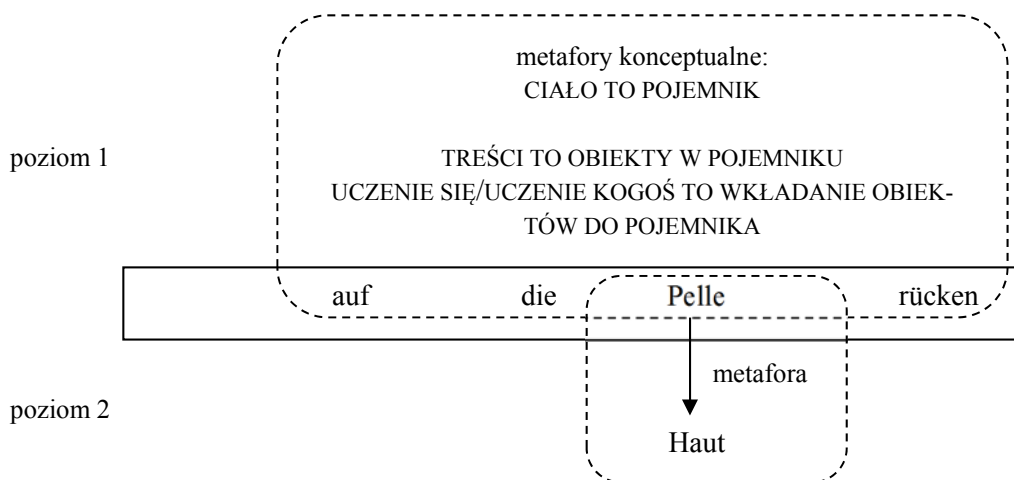 metafory konceptualne:
CIAŁO TO POJEMNIK
poziom 1
TREŚCI TO OBIEKTY W POJEMNIKU
UCZENIE SIĘ/UCZENIE KOGOŚ TO WKŁADANIE OBIEK-
TÓW DO POJEMNIKA
auf die Pelle rücken
metafora
poziom 2
Haut